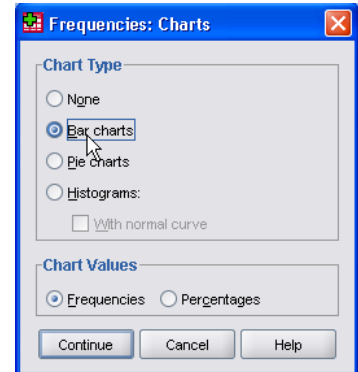 Frequencies: Charts
Chart Type
None
Bar charts
Pie charts
Histograms:
With normal curve
Chart Values
Frequencies Percentages
Continue Cancel Help